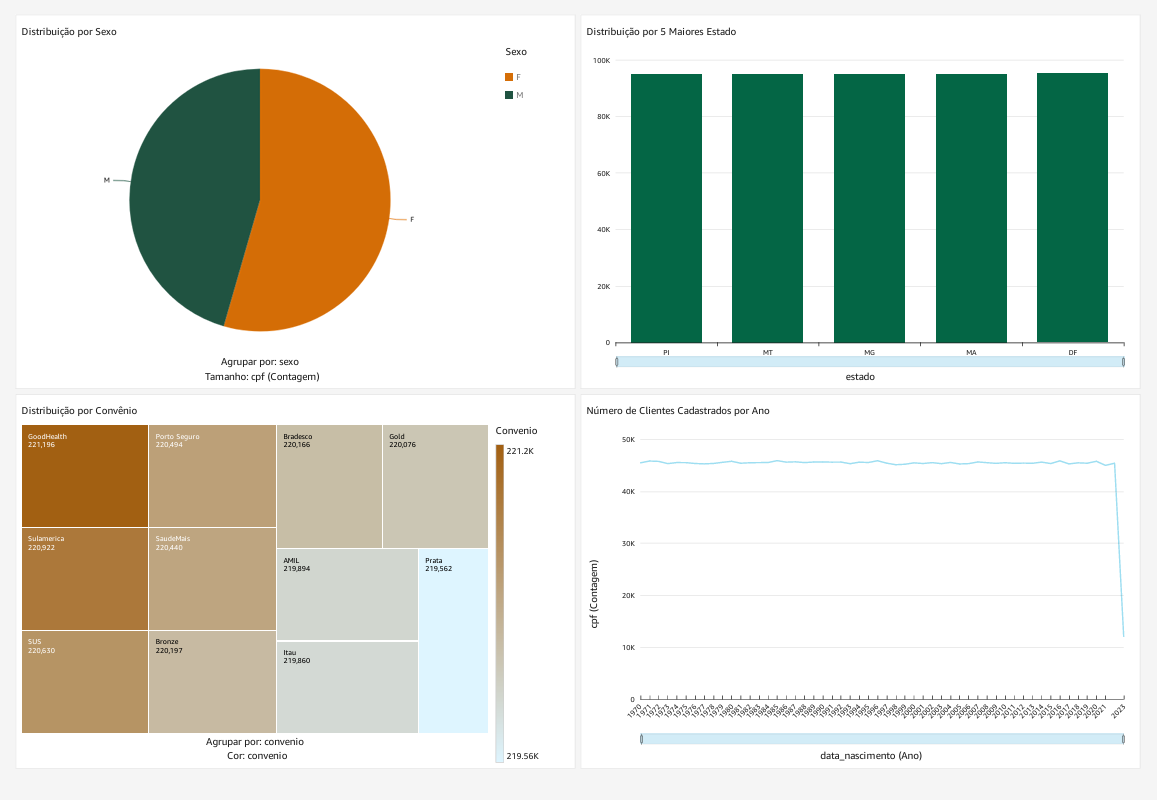 Distribuição por Sexo
Sexo
F
M
M
F
Agrupar por: sexo
Tamanho: cpf (Contagem)
Distribuição por 5 Maiores Estado
100K
80K
60K
40K
20K
0
PI
MT
MG
MA
DF
estado
Distribuição por Convênio
GoodHealth
221,196
Porto Seguro
220,494
Bradesco
220,166
Gold
220,076
Sulamerica
220,922
SaudeMais
220,440
AMIL
219,894
Prata
219,562
SUS
220,630
Bronze
220,197
Itau
219,860
Convenio
221.2K
219.56K
Agrupar por: convenio
Cor: convenio
Número de Clientes Cadastrados por Ano
50K
40K
30K
20K
10K
0
cpf (Contagem)
1970
1971
1972
1973
1974
1975
1976
1977
1978
1979
1980
1981
1982
1983
1984
1985
1986
1987
1988
1989
1990
1991
1992
1993
1994
1995
1996
1997
1998
1999
2000
2001
2002
2003
2004
2005
2006
2007
2008
2009
2010
2011
2012
2013
2014
2015
2016
2017
2018
2019
2020
2021
2023
data_nascimento (Ano)